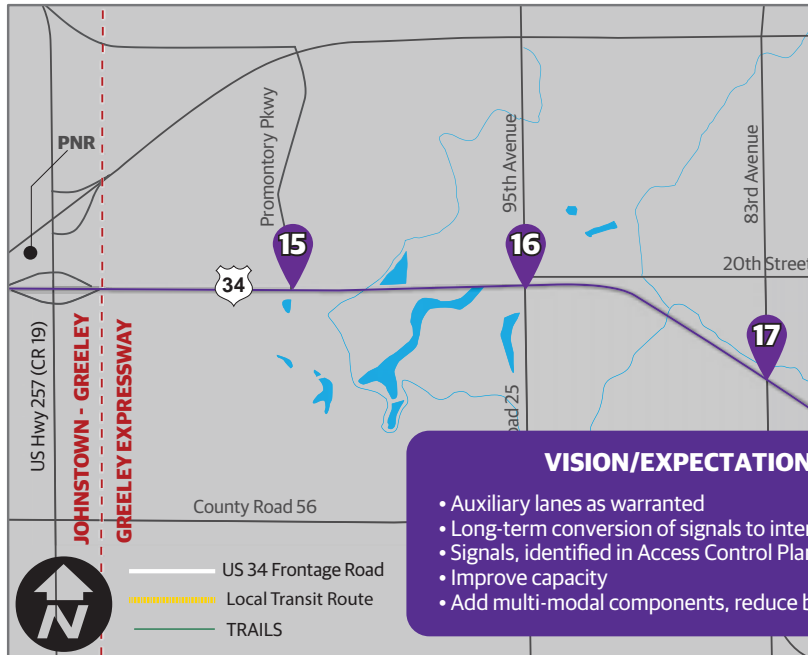 PNR
Promontory Pkwy
95th Avenue
83rd Avenue
15
16
20th Street
34
17
US Hwy 257 (CR 19)
JOHNSTOWN - GREELEY
GREELEY EXPRESSWAY
25
County Road 56
VISION/EXPECTATION
• Auxiliary lanes as warranted
• Long-term conversion of signals to
• Signals, identified in Access Control
• Improve capacity
• Add multi-modal components, reduce
US 34 Frontage Road
Local Transit Route
TRAILS
N